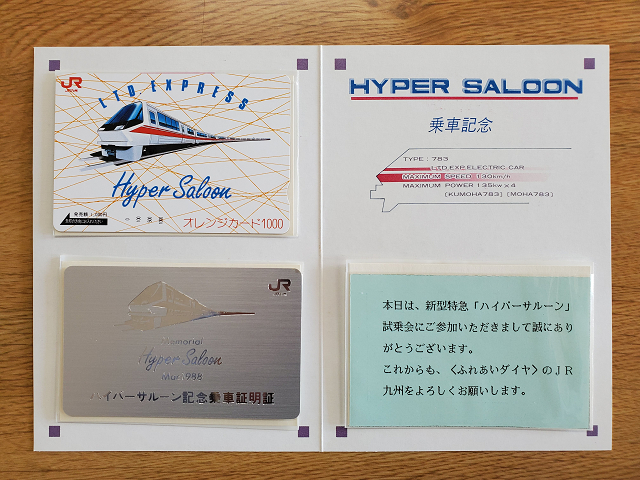 JR
LTD. EXPRESS
Hyper Saloon
オレンジカード1000
JR
Memorial
Hyper Saloon
Mar. 1988
ハイパーサルーン記念乗車証明証
HYPER SALOON
乗車記念
TYPE : 783
LTD.EXP.ELECTRIC CAR
MAXIMUM SPEED 130km/h
MAXIMUM POWER 135kw×4
(KUMOHA783) (MOHA783)
本日は、新型特急「ハイパーサルーン」
試乗会にご参加いただきまして誠にあり
がとうございます。
これからも、〈ふれあいダイヤ〉のJR
九州をよろしくお願いします。